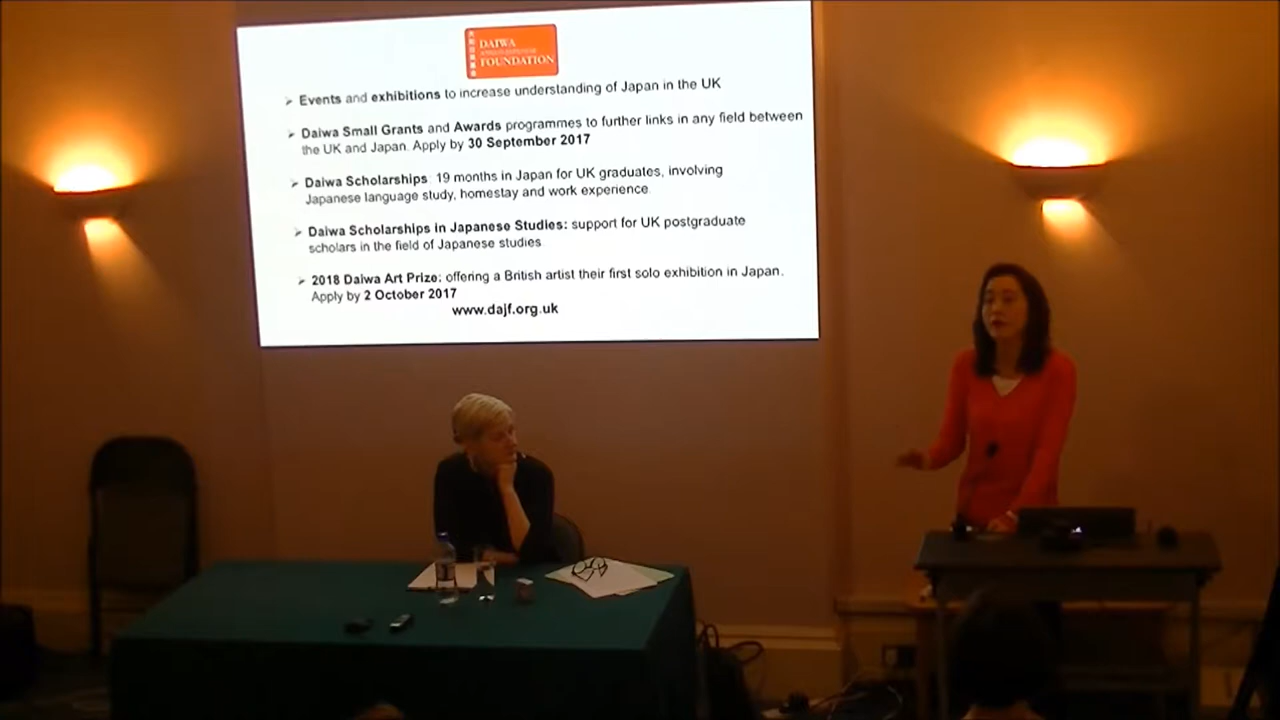 DAIWA
FOUNDATION
➢ Events and exhibitions to increase understanding of Japan in the UK
➢ Daiwa Small Grants and Awards programmes to further links in any field between
the UK and Japan. Apply by 30 September 2017
➢ Daiwa Scholarships: 19 months in Japan for UK graduates, involving
Japanese language study, homestay and work experience.
➢ Daiwa Scholarships in Japanese Studies: support for UK postgraduate
scholars in the field of Japanese studies
➢ 2018 Daiwa Art Prize: offering a British artist their first solo exhibition in Japan.
Apply by 2 October 2017
www.dajf.org.uk